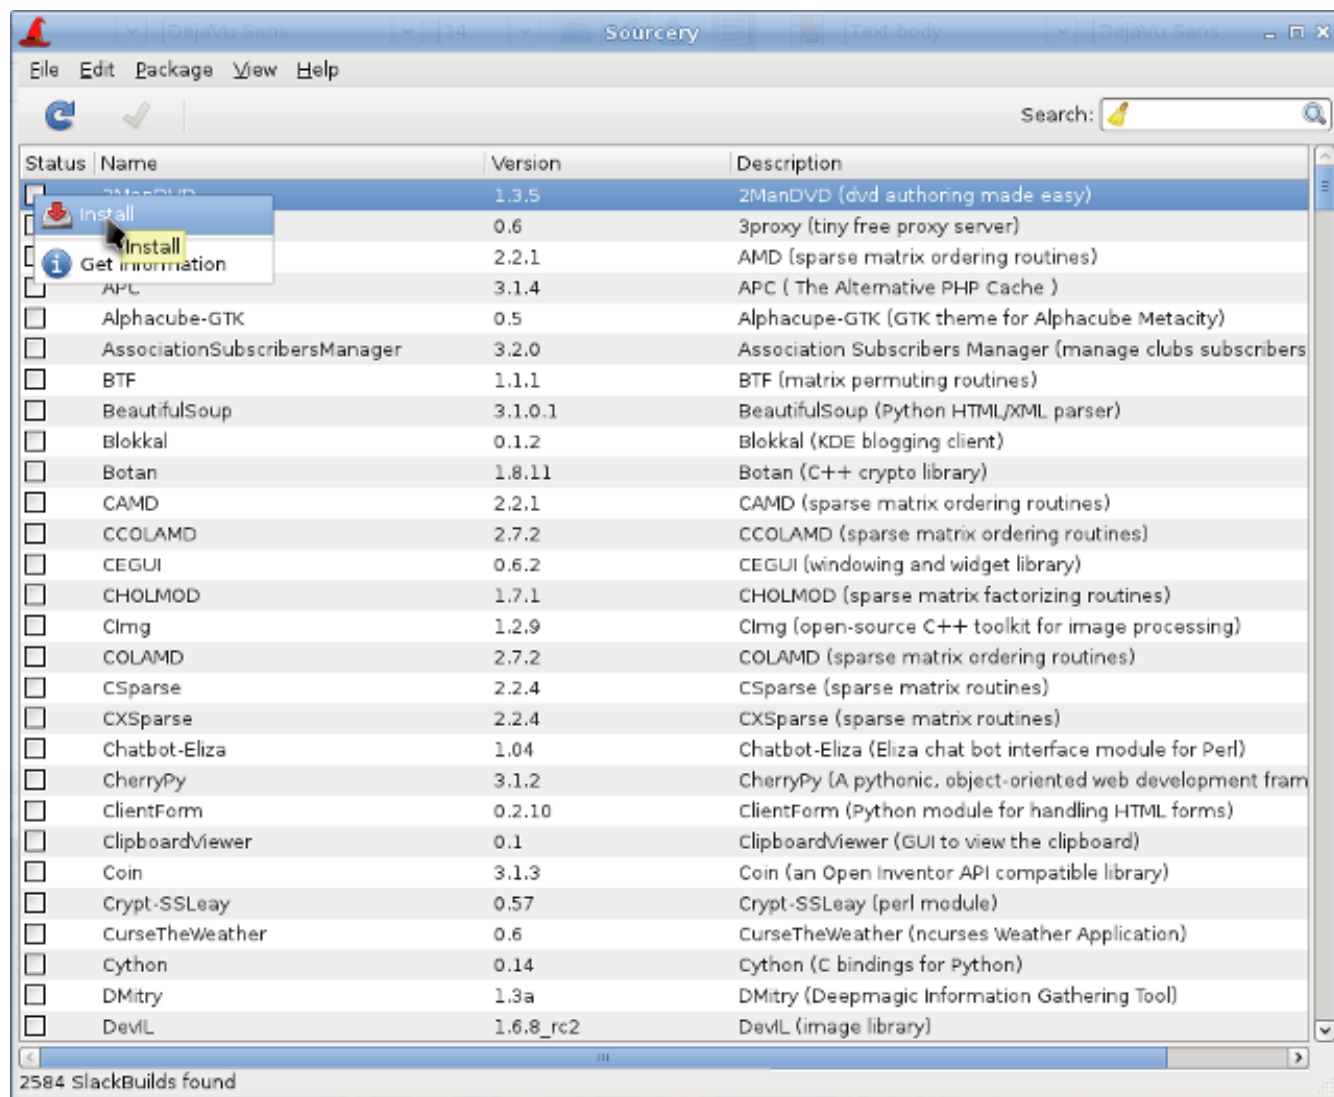 Sourcery
File Edit Package View Help
Search:
Status Name Version Description
2ManDVD 1.3.5 2ManDVD (dvd authoring made easy)
Install
0.6 3proxy (tiny free proxy server)
Install
2.2.1 AMD (sparse matrix ordering routines)
Get information
APC 3.1.4 APC ( The Alternative PHP Cache )
Alphacube-GTK 0.5 Alphacupe-GTK (GTK theme for Alphacube Metacity)
AssociationSubscribersManager 3.2.0 Association Subscribers Manager (manage clubs subscribers
BTF 1.1.1 BTF (matrix permuting routines)
BeautifulSoup 3.1.0.1 BeautifulSoup (Python HTML/XML parser)
Blokkal 0.1.2 Blokkal (KDE blogging client)
Botan 1.8.11 Botan (C++ crypto library)
CAMD 2.2.1 CAMD (sparse matrix ordering routines)
CCOLAMD 2.7.2 CCOLAMD (sparse matrix ordering routines)
CEGUI 0.6.2 CEGUI (windowing and widget library)
CHOLMOD 1.7.1 CHOLMOD (sparse matrix factorizing routines)
CImg 1.2.9 CImg (open-source C++ toolkit for image processing)
COLAMD 2.7.2 COLAMD (sparse matrix ordering routines)
CSparse 2.2.4 CSparse (sparse matrix routines)
CXSparse 2.2.4 CXSparse (sparse matrix routines)
Chatbot-Eliza 1.04 Chatbot-Eliza (Eliza chat bot interface module for Perl)
CherryPy 3.1.2 CherryPy (A pythonic, object-oriented web development fram
ClientForm 0.2.10 ClientForm (Python module for handling HTML forms)
ClipboardViewer 0.1 ClipboardViewer (GUI to view the clipboard)
Coin 3.1.3 Coin (an Open Inventor API compatible library)
Crypt-SSLeay 0.57 Crypt-SSLeay (perl module)
CurseTheWeather 0.6 CurseTheWeather (ncurses Weather Application)
Cython 0.14 Cython (C bindings for Python)
DMitry 1.3a DMitry (Deepmagic Information Gathering Tool)
DevIL 1.6.8_rc2 DevIL (image library)
2584 SlackBuilds found